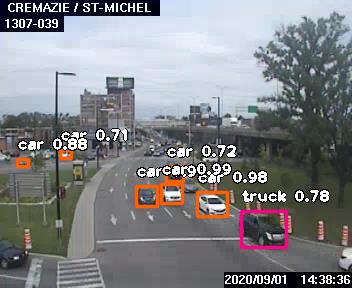 CREMAZIE / ST-MICHEL
1307-039
car 0.71
car 0.88
car 0.72
car 0.99
car 0.98
truck 0.78
2020/09/01 14:38:36